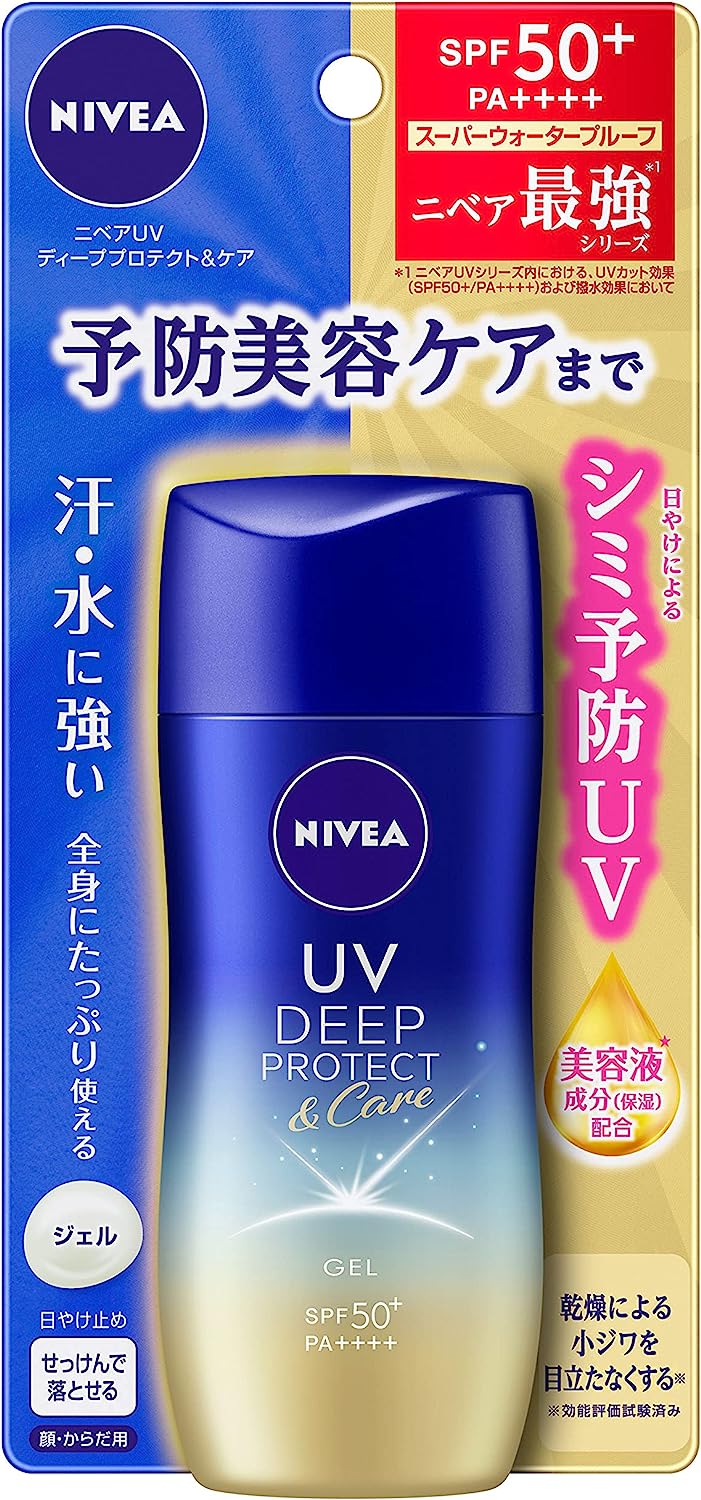 NIVEA
ニベアUV
ディーププロテクト&ケア
SPF50+
PA++++
スーパーウォータープルーフ
ニベア最強*1
シリーズ
*1 ニベアUVシリーズ内における、UVカット効果
(SPF50+/PA++++)および撥水効果において
予防美容ケアまで
汗・水に強い
全身にたっぷり使える
日やけによる
シミ予防UV
NIVEA
UV
DEEP
PROTECT
& Care
GEL
SPF50+
PA++++
美容液★
成分(保湿)
配合
ジェル
日やけ止め
せっけんで
落とせる
顔・からだ用
乾燥による
小ジワを
目立たなくする※
※効能評価試験済み